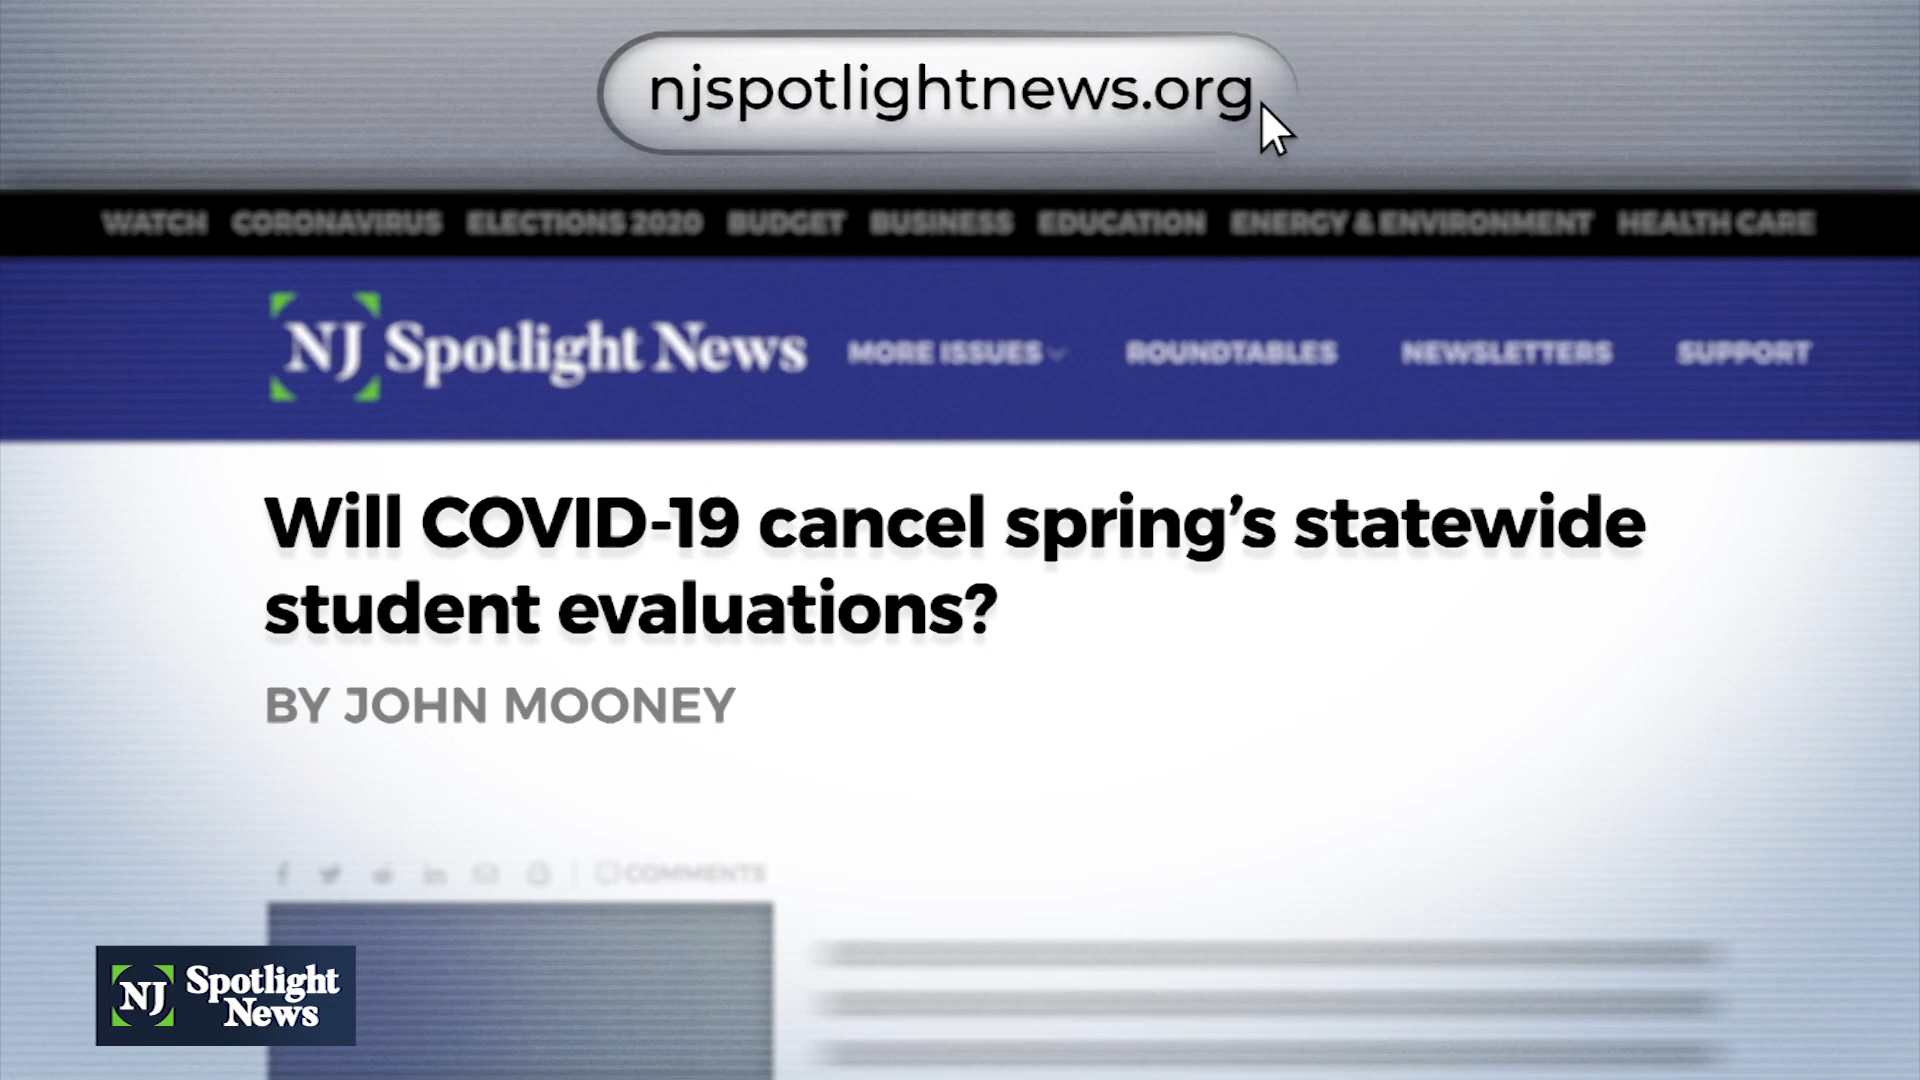 njspotlightnews.org
WATCH CORONAVIRUS ELECTIONS 2020 BUDGET BUSINESS EDUCATION ENERGY & ENVIRONMENT HEALTH CARE
NJ Spotlight News MORE ISSUES ROUNDTABLES NEWSLETTERS SUPPORT
Will COVID-19 cancel spring’s statewide
student evaluations?
BY JOHN MOONEY
COMMENTS
NJ Spotlight
News